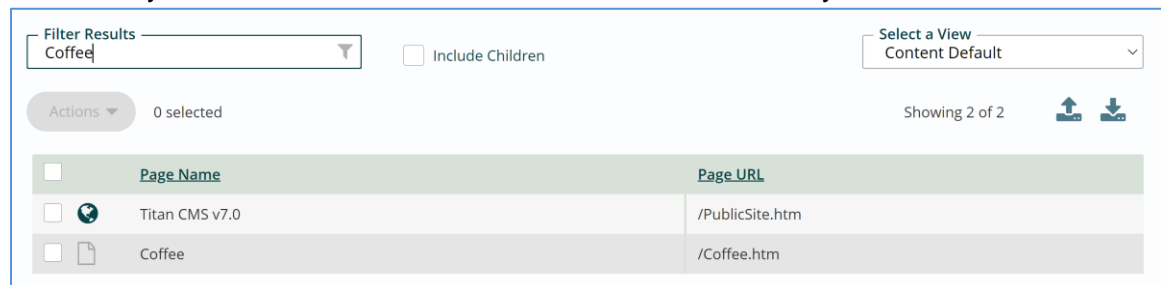 Filter Results
Coffee
Include Children
Select a View
Content Default
Actions
0 selected
Showing 2 of 2
Page Name Page URL
Titan CMS v7.0 /PublicSite.htm
Coffee /Coffee.htm